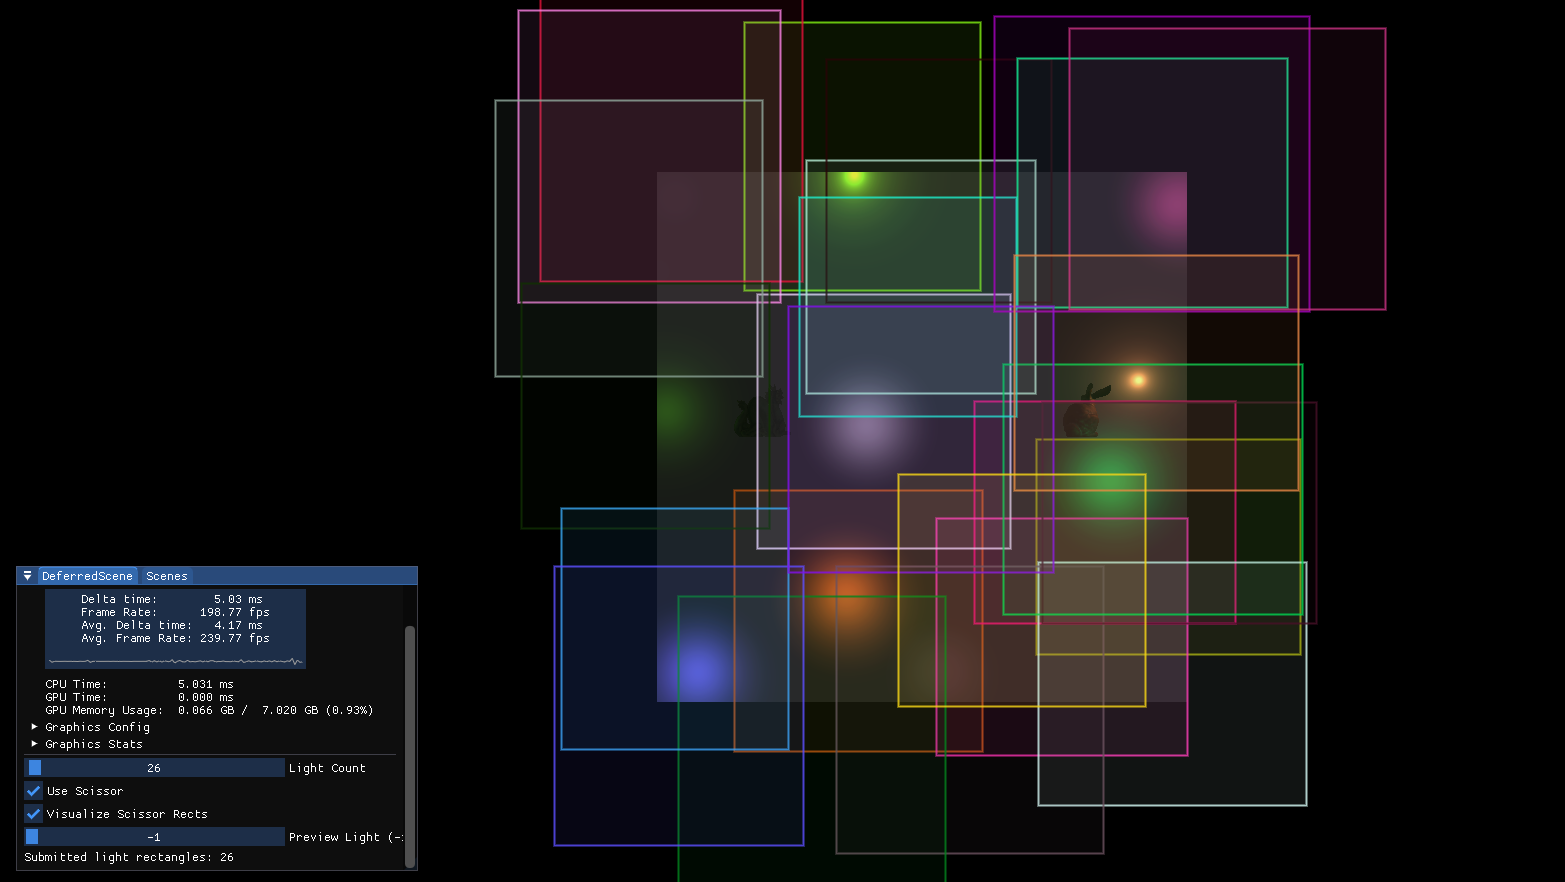 DeferredScene Scenes
Delta time: 5.03 ms
Frame Rate: 198.77 fps
Avg. Delta time: 4.17 ms
Avg. Frame Rate: 239.77 fps
CPU Time: 5.031 ms
GPU Time: 0.000 ms
GPU Memory Usage: 0.066 GB / 7.020 GB (0.93%)
Graphics Config
Graphics Stats
26 Light Count
Use Scissor
Visualize Scissor Rects
-1 Preview Light (-
Submitted light rectangles: 26